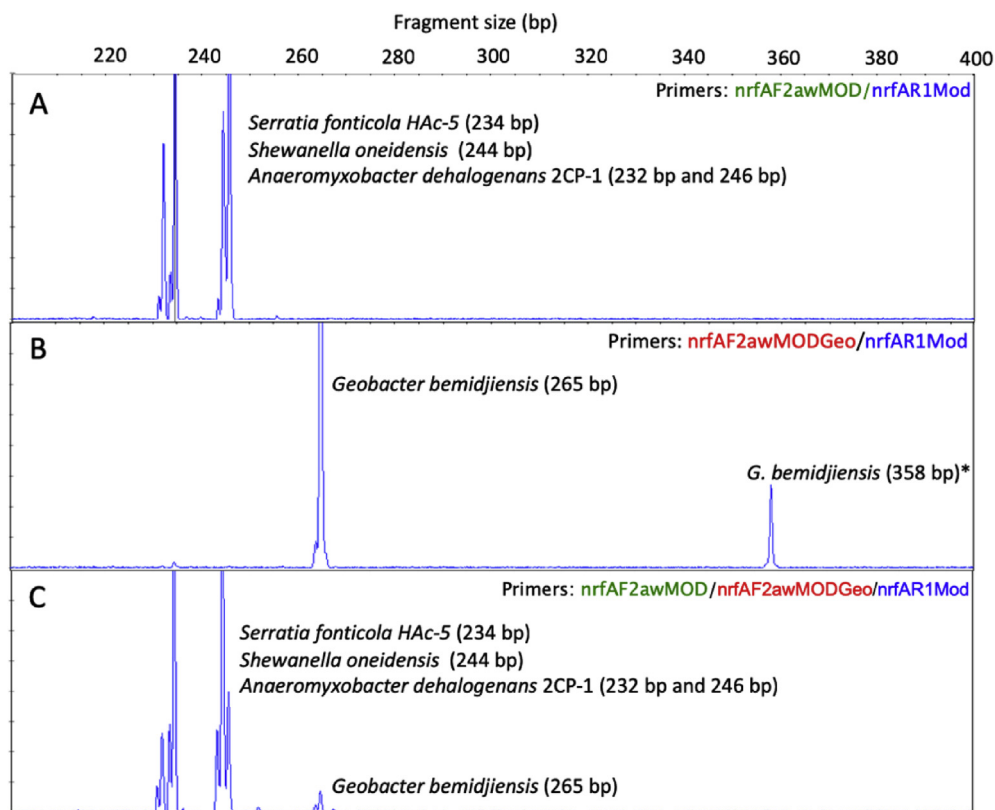 Fragment size (bp)
220 240 260 280 300 320 340 360 380 400
A
Primers: nrfAF2awMOD/nrfAR1Mod
Serratia fonticola HAc-5 (234 bp)
Shewanella oneidensis (244 bp)
Anaeromyxobacter dehalogenans 2CP-1 (232 bp and 246 bp)
B
Primers: nrfAF2awMODGeo/nrfAR1Mod
Geobacter bemidjiensis (265 bp)
G. bemidjiensis (358 bp)*
C
Primers: nrfAF2awMOD/nrfAF2awMODGeo/nrfAR1Mod
Serratia fonticola HAc-5 (234 bp)
Shewanella oneidensis (244 bp)
Anaeromyxobacter dehalogenans 2CP-1 (232 bp and 246 bp)
Geobacter bemidjiensis (265 bp)